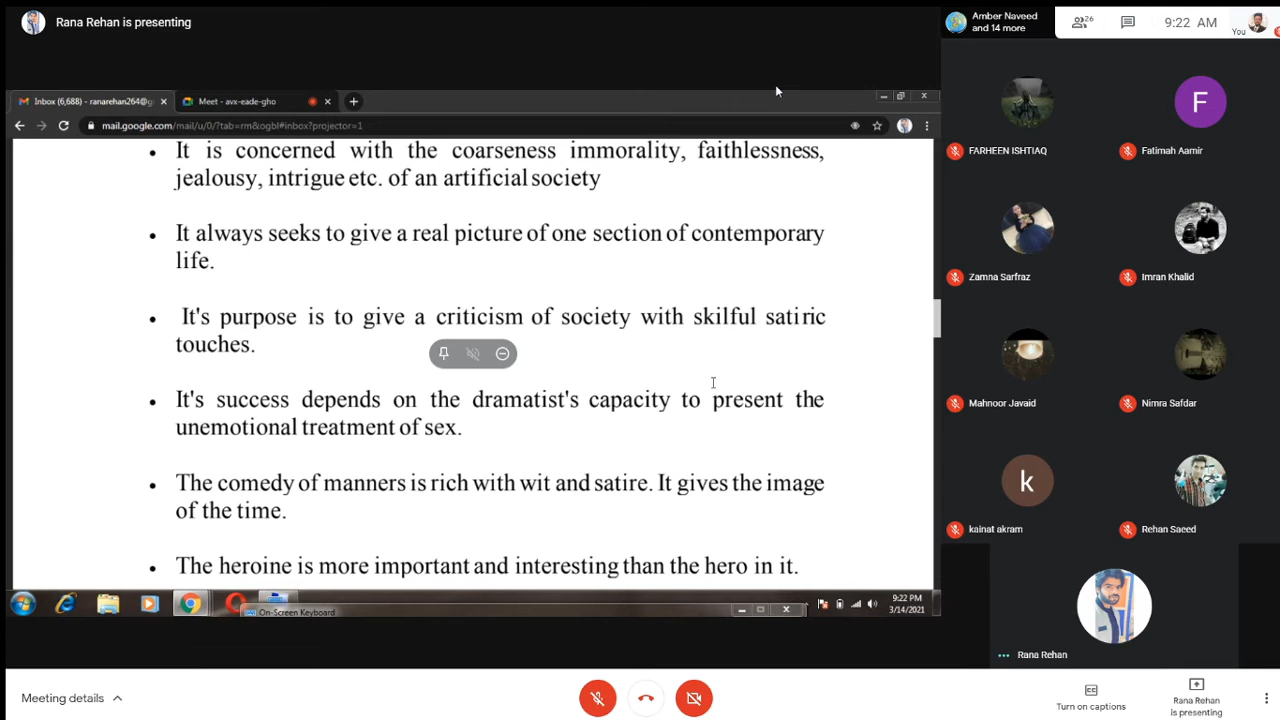 Rana Rehan is presenting
Amber Naveed
and 14 more
26
9:22 AM
You
Inbox (6,688) - ranarehan264@g
Meet - avx-eade-gho
mail.google.com/mail/u/0/?tab=rm&ogbl#inbox?projector=1
• It is concerned with the coarseness immorality, faithlessness,
jealousy, intrigue etc. of an artificial society
• It always seeks to give a real picture of one section of contemporary
life.
• It's purpose is to give a criticism of society with skilful satiric
touches.
• It's success depends on the dramatist's capacity to present the
unemotional treatment of sex.
• The comedy of manners is rich with wit and satire. It gives the image
of the time.
• The heroine is more important and interesting than the hero in it.
On-Screen Keyboard
9:22 PM
3/14/2021
FARHEEN ISHTIAQ
F
Fatimah Aamir
Zamna Sarfraz
Imran Khalid
Mahnoor Javaid
Nimra Safdar
k
kainat akram
Rehan Saeed
Rana Rehan
Meeting details
Turn on captions
Rana Rehan
is presenting